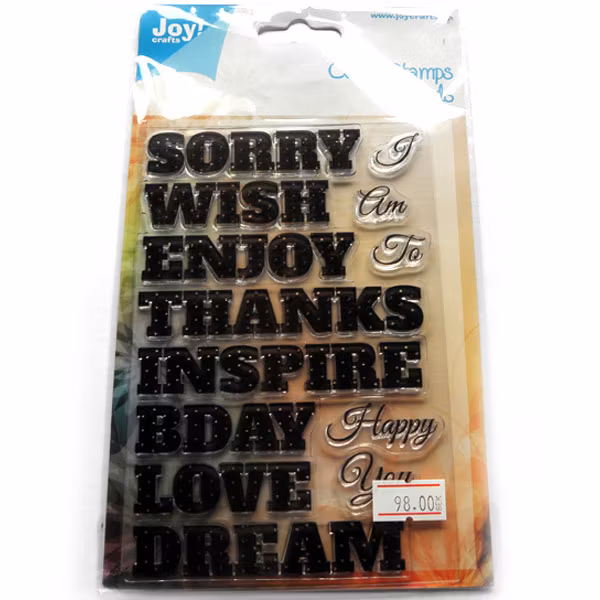 Joy!
crafts
www.joycrafts
Stamps
SORRY I
WISH Am
ENJOY To
THANKS
INSPIRE
BDAY Happy
LOVE You
98.00
DREAM